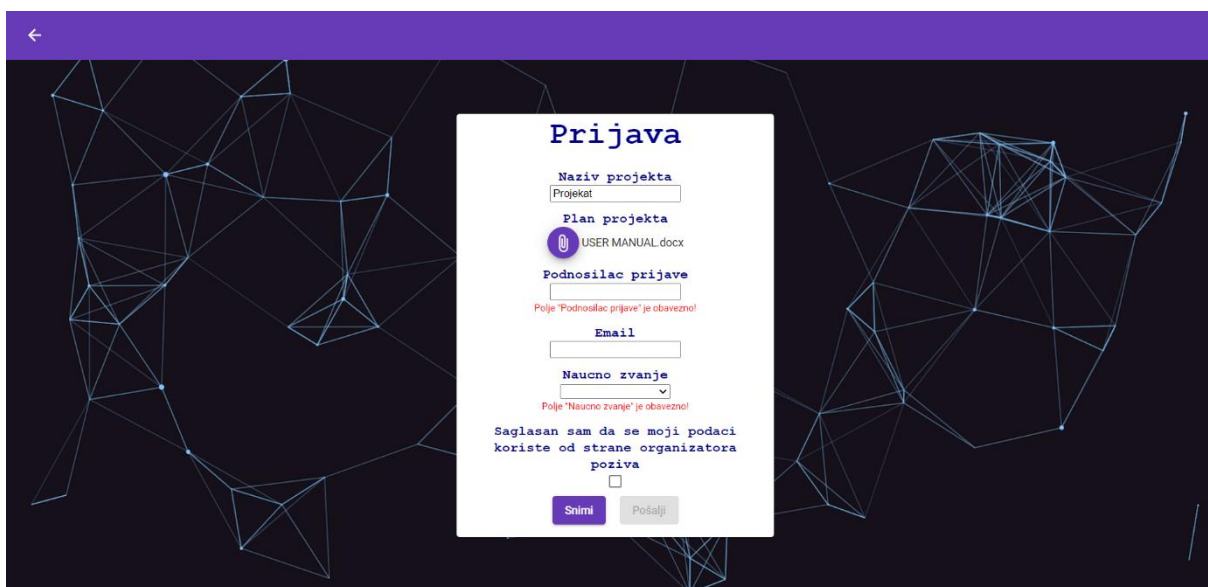 Prijava
Naziv projekta
Projekat
Plan projekta
USER MANUAL.docx
Podnosilac prijave
Polje "Podnosilac prijave" je obavezno!
Email
Naucno zvanje
Polje "Naucno zvanje" je obavezno!
Saglasan sam da se moji podaci
koriste od strane organizatora
poziva
Snimi
Pošalji